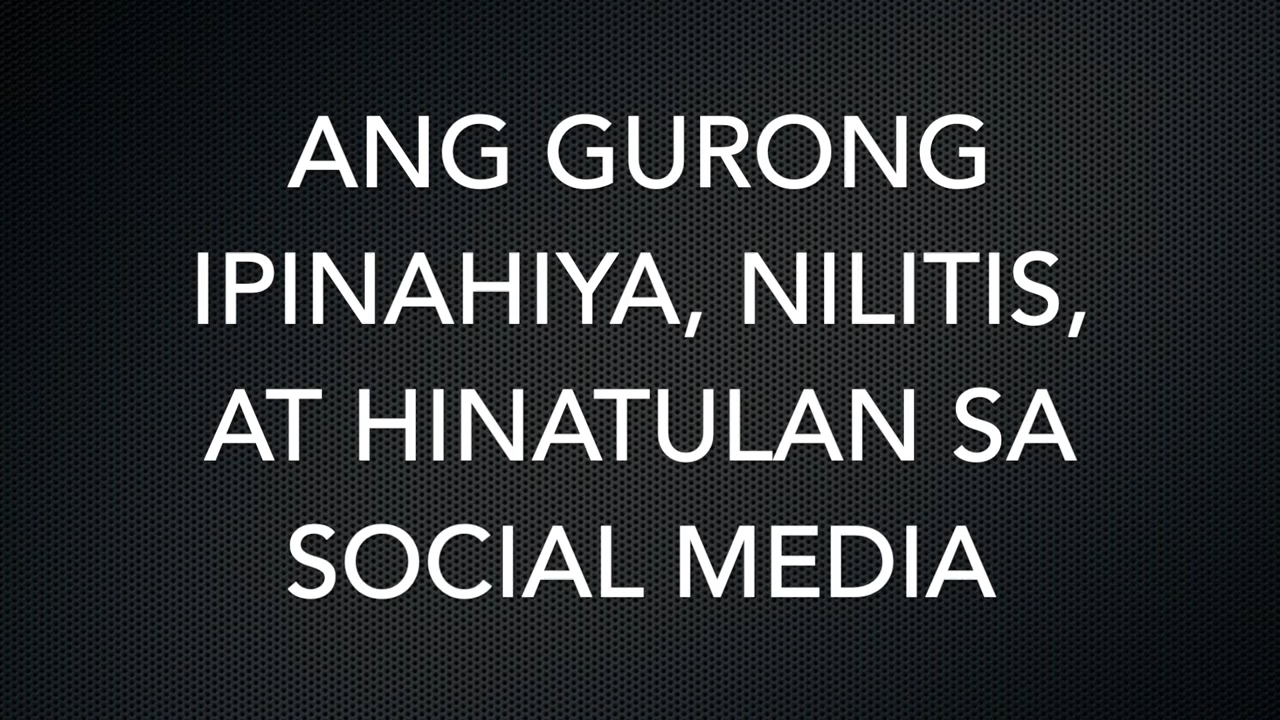 ANG GURONG
IPINAHIYA, NILITIS,
AT HINATULAN SA
SOCIAL MEDIA